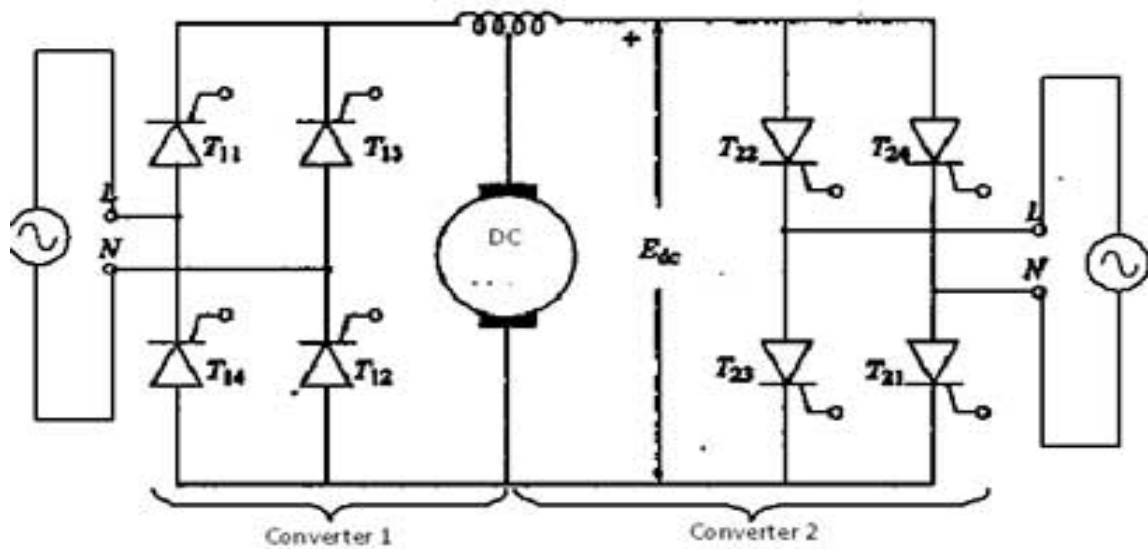 +
T11
T13
T22
T24
L
N
DC
Edc
L
N
T14
T12
T23
T21
Converter 1
Converter 2